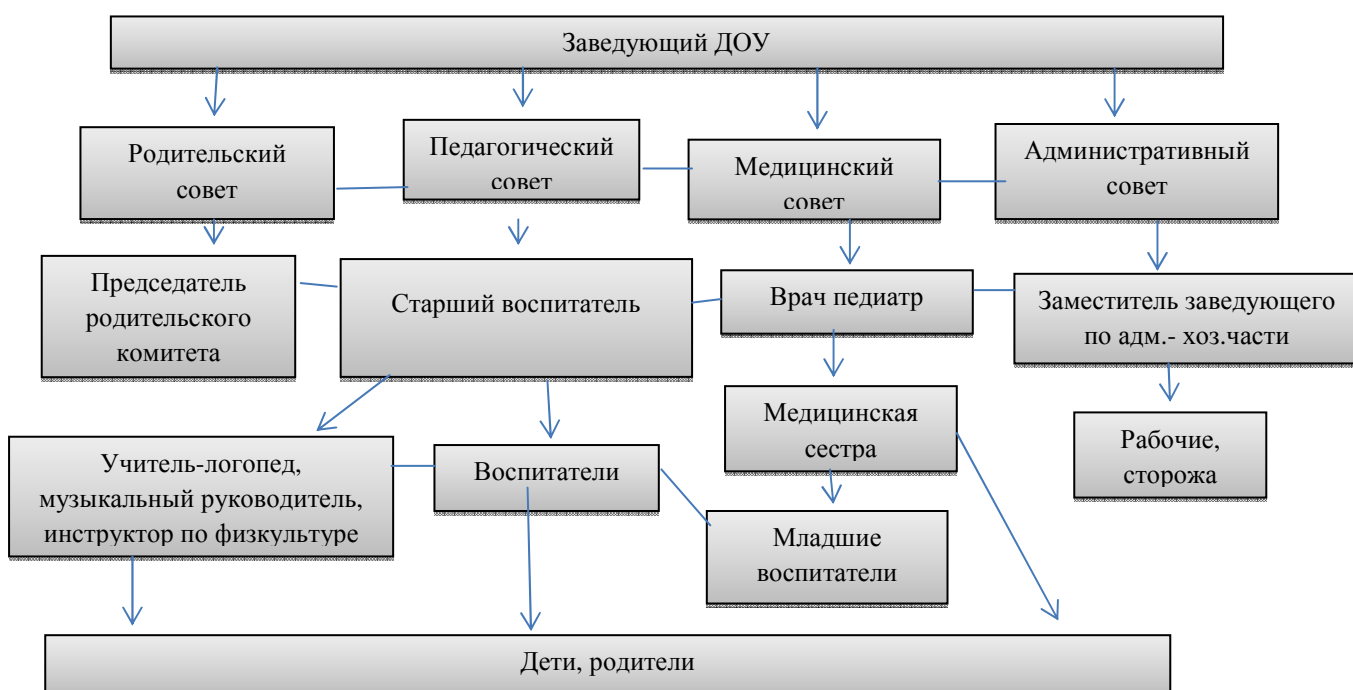 Заведующий ДОУ
Родительский
совет
Педагогический
совет
Медицинский
совет
Административный
совет
Председатель
родительского
комитета
Старший воспитатель
Врач педиатр
Заместитель заведующего
по адм.- хоз.части
Учитель-логопед,
музыкальный руководитель,
инструктор по физкультуре
Воспитатели
Медицинская
сестра
Рабочие,
сторожа
Младшие
воспитатели
Дети, родители